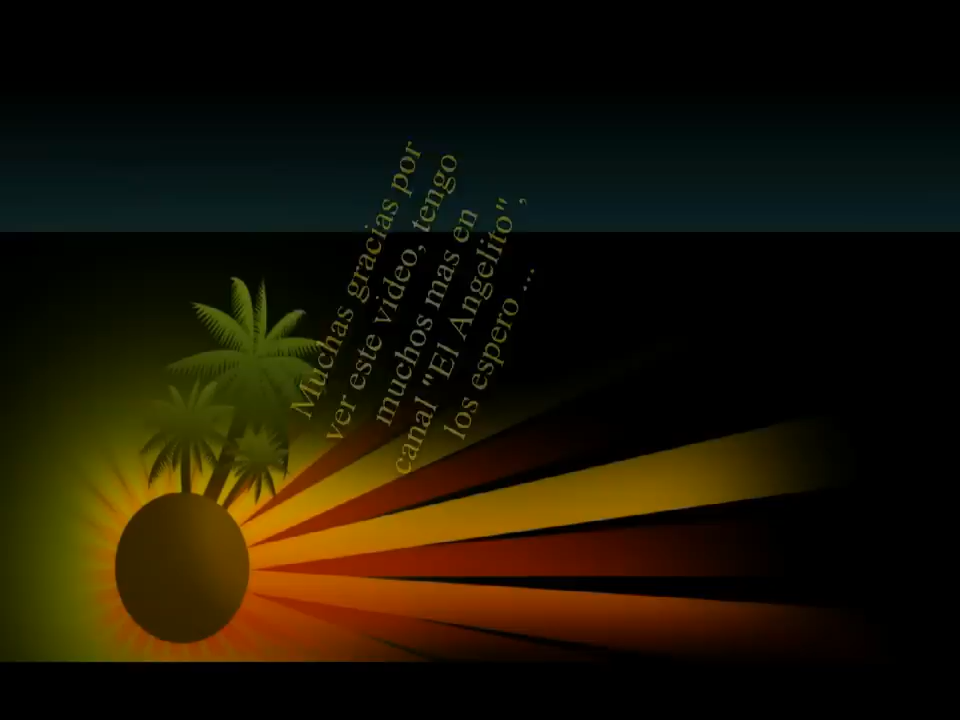 Muchas gracias por
ver este video, tengo
muchos mas en
canal "El Angelito",
los espero ...